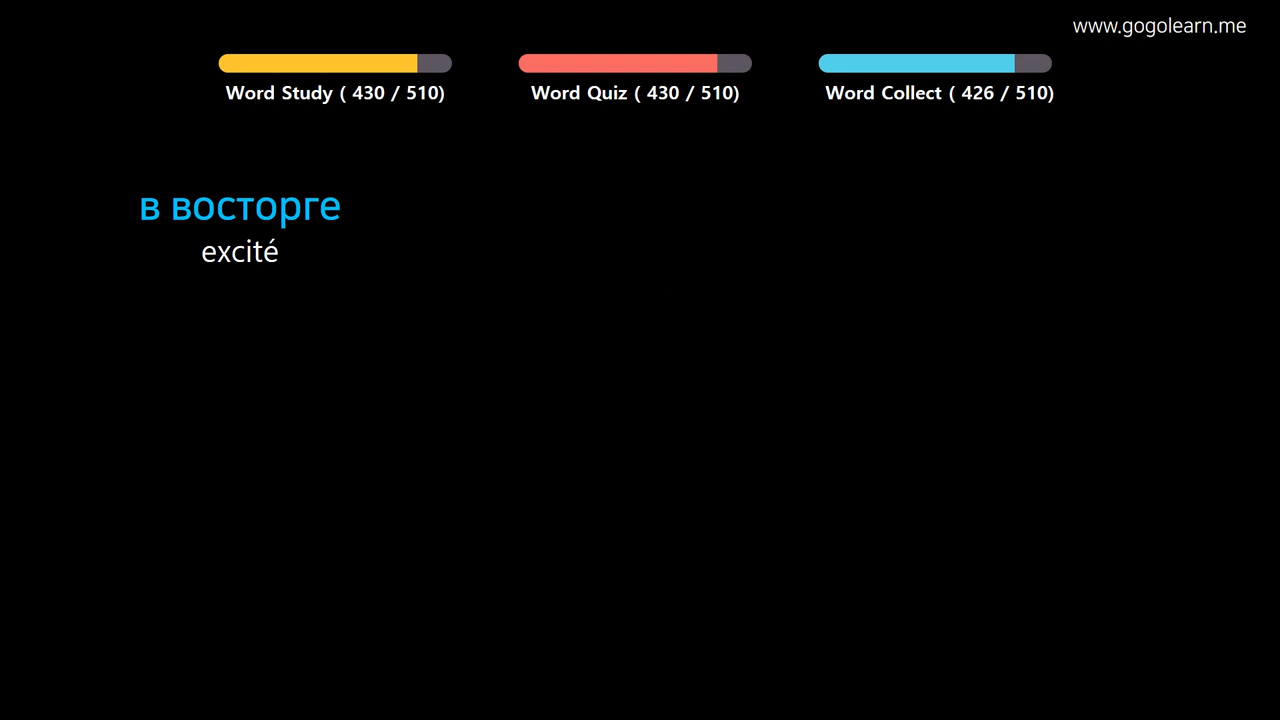 www.gogolearn.me
Word Study ( 430 / 510)
Word Quiz ( 430 / 510)
Word Collect ( 426 / 510)
в восторге
excité